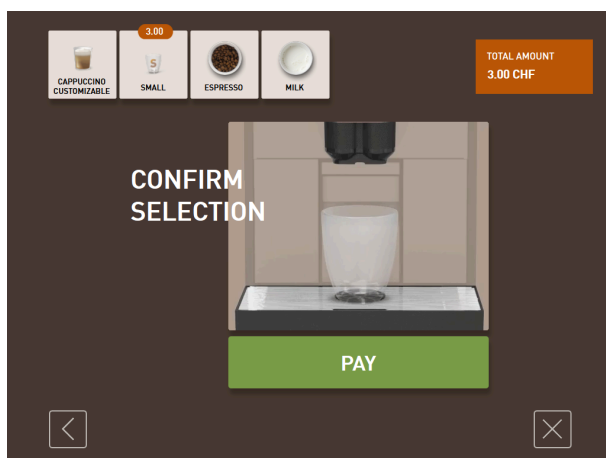 3.00
S
CAPPUCCINO
CUSTOMIZABLE
SMALL
ESPRESSO
MILK
TOTAL AMOUNT
3.00 CHF
CONFIRM
SELECTION
PAY